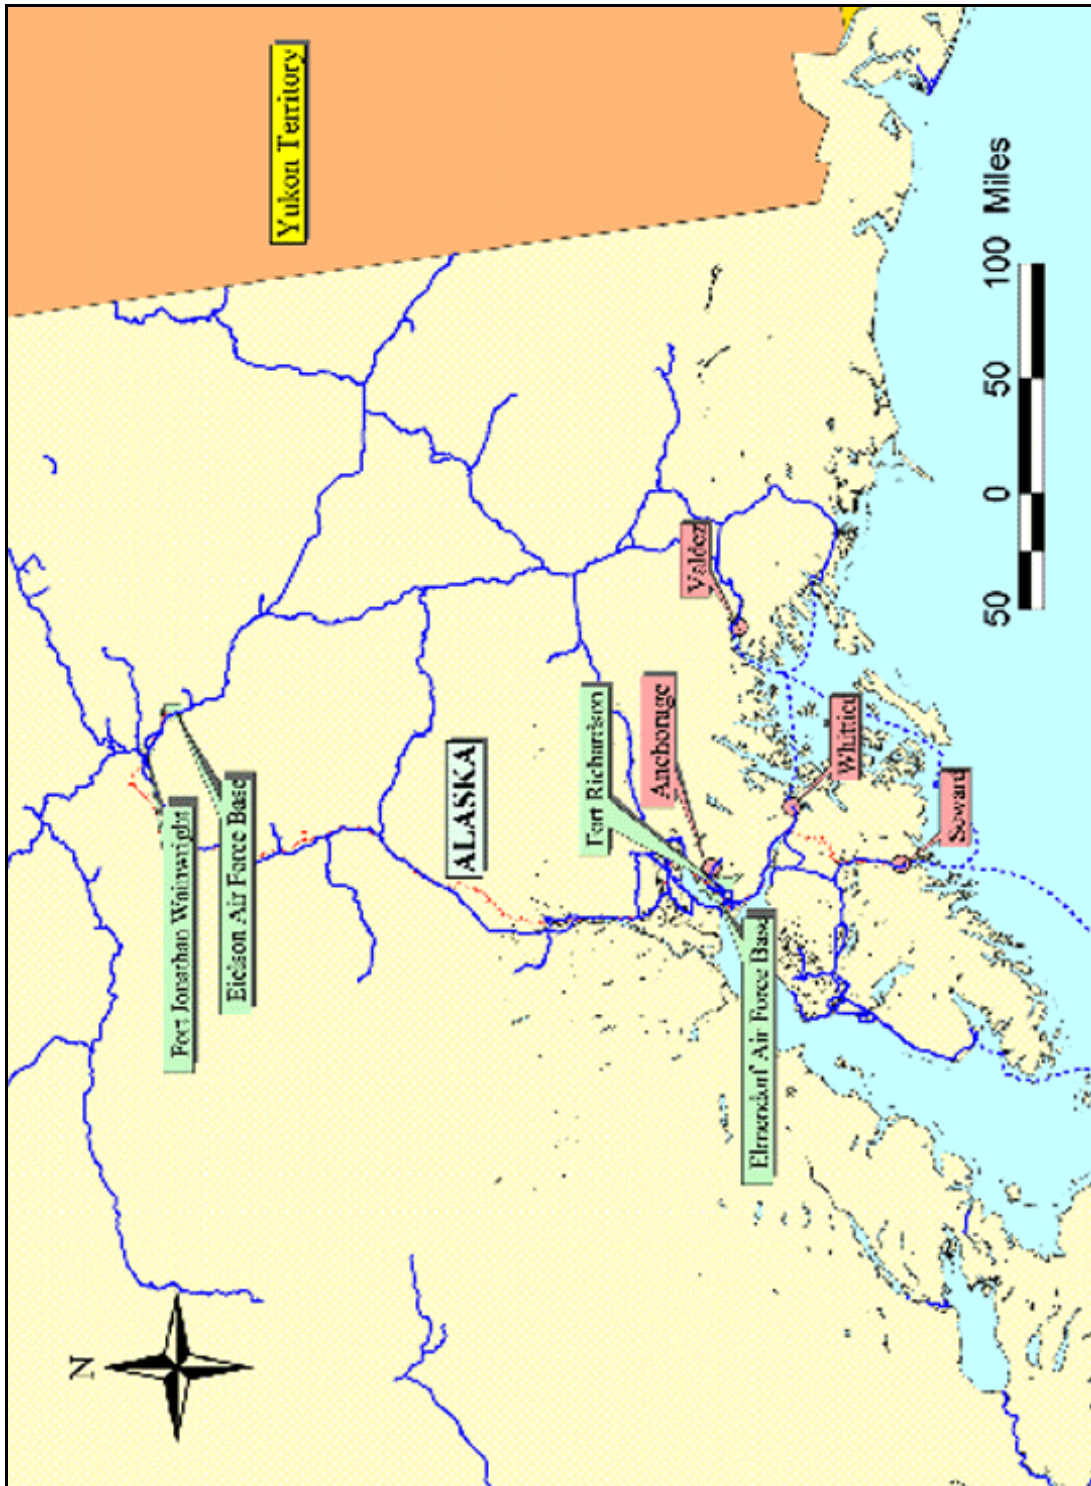 N
Yukon Territory
Fort Jonathan Wainwright
Eielson Air Force Base
ALASKA
Fort Richardson
Anchorage
Valdez
Elmendorf Air Force Base
Whittier
Seward
50 0 50 100 Miles